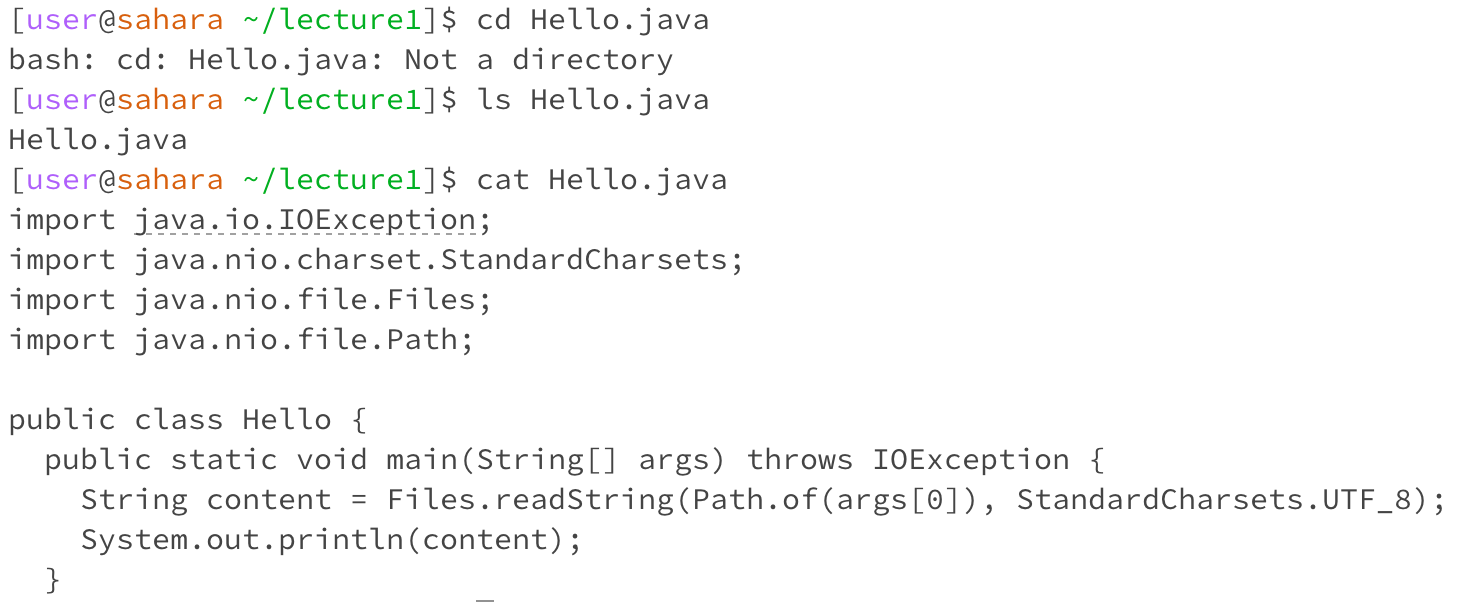 [user@sahara ~/lecture1]$ cd Hello.java
bash: cd: Hello.java: Not a directory
[user@sahara ~/lecture1]$ ls Hello.java
Hello.java
[user@sahara ~/lecture1]$ cat Hello.java
import java.io.IOException;
import java.nio.charset.StandardCharsets;
import java.nio.file.Files;
import java.nio.file.Path;

public class Hello {
  public static void main(String[] args) throws IOException {
    String content = Files.readString(Path.of(args[0]), StandardCharsets.UTF_8);
    System.out.println(content);
  }